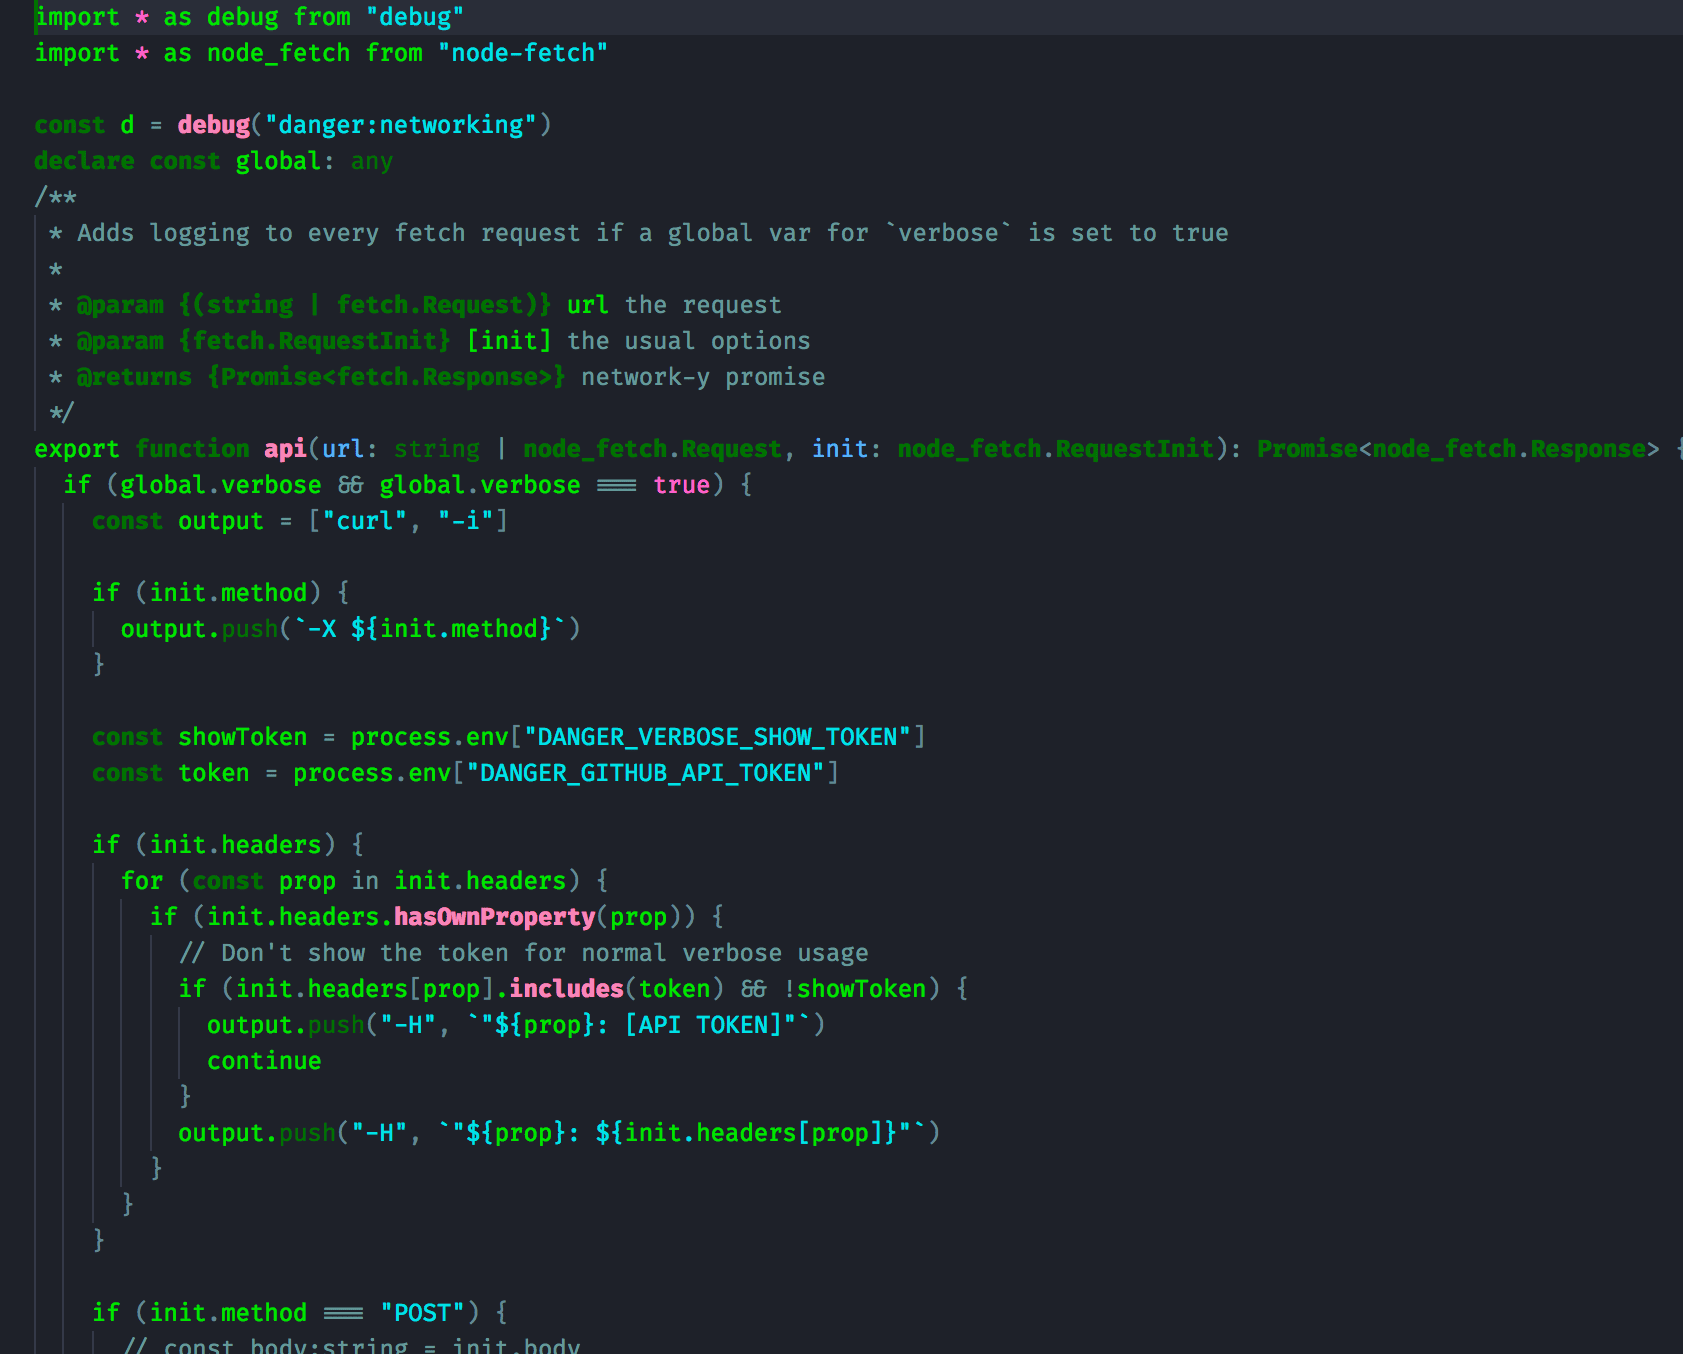 import * as debug from "debug"
import * as node_fetch from "node-fetch"
const d = debug("danger:networking")
declare const global: any
/**
* Adds logging to every fetch request if a global var for `verbose` is set to true
*
* @param {(string | fetch.Request)} url the request
* @param {fetch.RequestInit} [init] the usual options
* @returns {Promise<fetch.Response>} network-y promise
*/
export function api(url: string | node_fetch.Request, init: node_fetch.RequestInit): Promise<node_fetch.Response> {
if (global.verbose && global.verbose === true) {
const output = ["curl", "-i"]
if (init.method) {
output.push(`-X ${init.method}`)
}
const showToken = process.env["DANGER_VERBOSE_SHOW_TOKEN"]
const token = process.env["DANGER_GITHUB_API_TOKEN"]
if (init.headers) {
for (const prop in init.headers) {
if (init.headers.hasOwnProperty(prop)) {
// Don't show the token for normal verbose usage
if (init.headers[prop].includes(token) && !showToken) {
output.push("-H", `"${prop}: [API TOKEN]"`)
continue
}
output.push("-H", `"${prop}: ${init.headers[prop]}"`)
}
}
}
if (init.method === "POST") {
// const body:string = init.body